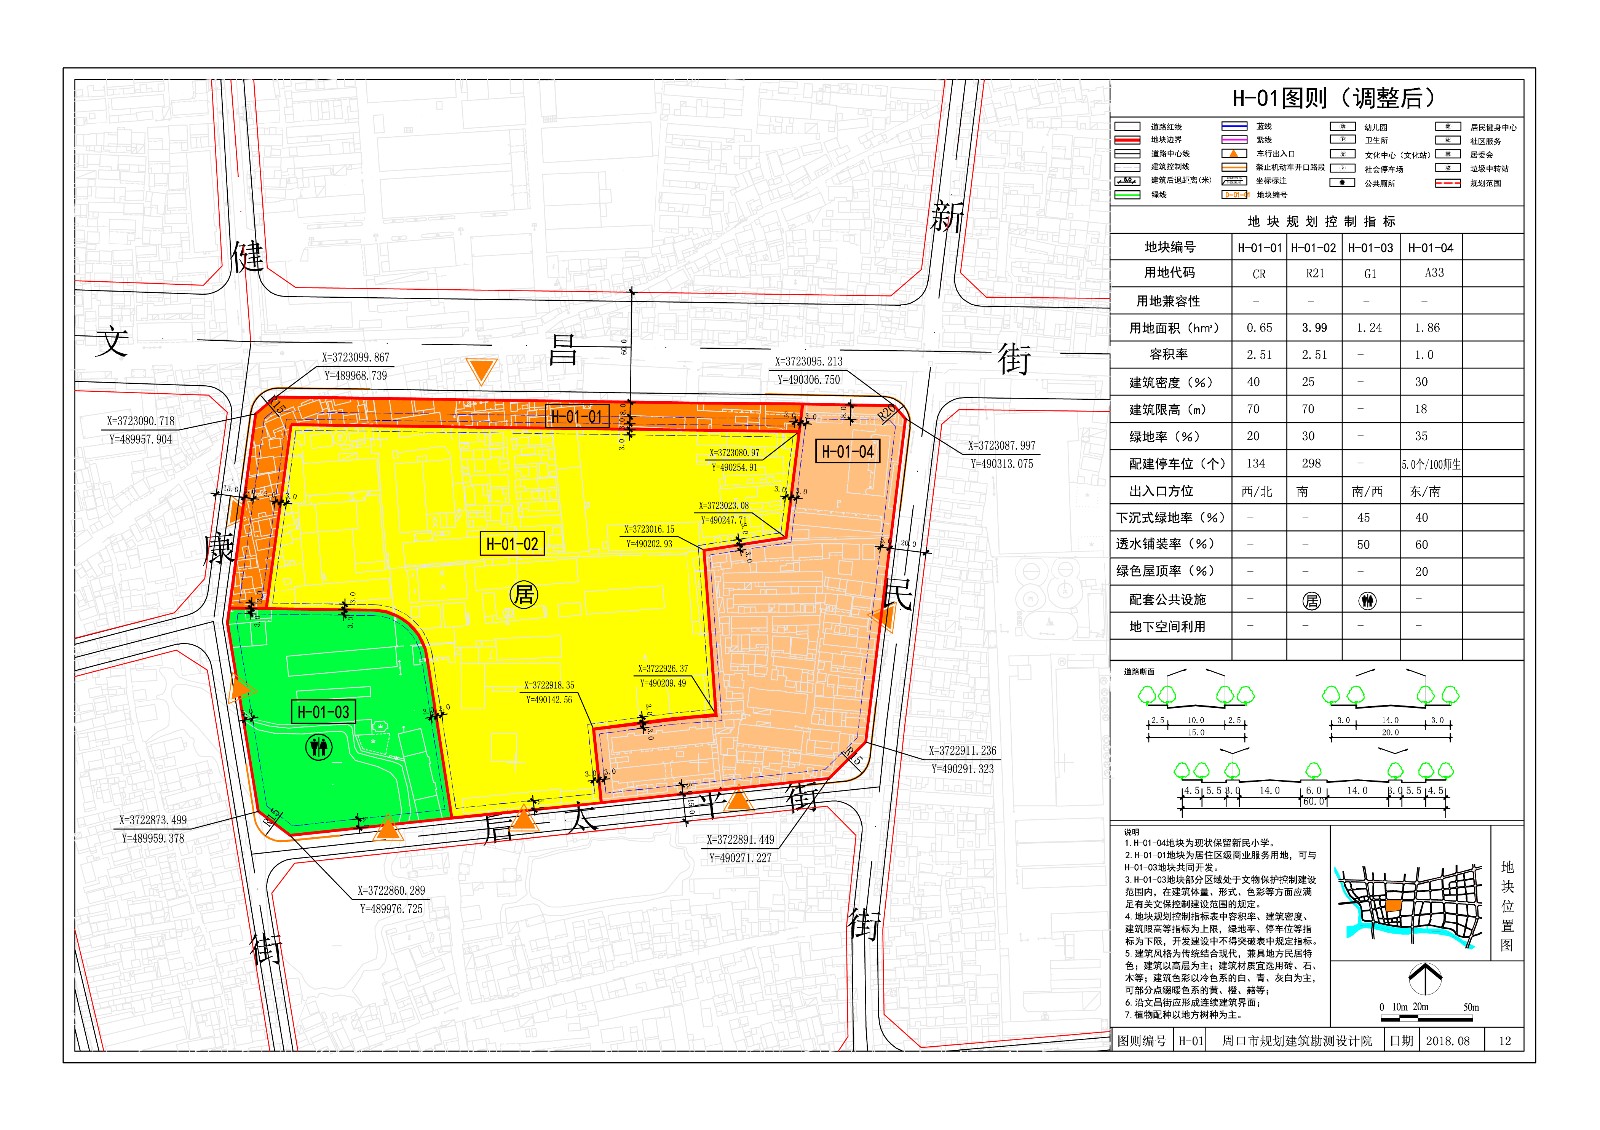 H-01图则（调整后）
道路红线
地块边界
道路中心线
建筑控制线
建筑后退距离(米)
绿线
蓝线
紫线
车行出入口
禁止机动车开口路段
坐标标注
地块编号
幼儿园
卫生所
文化中心（文化站）
社会停车场
公共厕所
居民健身中心
社区服务
居委会
垃圾中转站
规划范围
地块规划控制指标
地块编号 H-01-01 H-01-02 H-01-03 H-01-04
用地代码 CR R21 G1 A33
用地兼容性 - - - -
用地面积（hm²） 0.65 3.99 1.24 1.86
容积率 2.51 2.51 - 1.0
建筑密度（%） 40 25 - 30
建筑限高（m） 70 70 - 18
绿地率（%） 20 30 - 35
配建停车位（个） 134 298 - 5.0个/100师生
出入口方位 西/北 南 南/西 东/南
下沉式绿地率（%） - - 45 40
透水铺装率（%） - - 50 60
绿色屋顶率（%） - - - 20
配套公共设施 - 居 -
地下空间利用 - - - -
道路断面
2.5 10.0 2.5
15.0
3.0 14.0 3.0
20.0
4.5 5.5 3.0 14.0 6.0 14.0 3.0 5.5 4.5
60.0
说明
1. H-01-04地块为现状保留新民小学。
2. H-01-01地块为居住区级商业服务用地，可与
H-01-03地块共同开发。
3. H-01-03地块部分区域处于文物保护控制建设
范围内，在建筑体量、形式、色彩等方面应满
足有关文保控制建设范围的规定。
4. 地块规划控制指标表中容积率、建筑密度、
建筑限高等指标为上限，绿地率、停车位等指
标为下限，开发建设中不得突破表中规定指标。
5. 建筑风格为传统结合现代，兼具地方民居特
色；建筑以高层为主；建筑材质宜选用砖、石、
木等；建筑色彩以冷色系的白、青、灰白为主，
可部分点缀暖色系的黄、橙、赭等；
6. 沿文昌街应形成连续建筑界面；
7. 植物配种以地方树种为主。
地块位置图
0 10m 20m 50m
图则编号 H-01 周口市规划建筑勘测设计院 日期 2018.08 12
健
康
街
文
昌
街
新
民
街
后
太
平
街
X=3723099.867
Y=489968.739
X=3723090.718
Y=489957.904
X=3723095.213
Y=490306.750
X=3723087.997
Y=490313.075
X=3723080.97
Y=490254.91
X=3723023.08
Y=490247.71
X=3723016.15
Y=490202.93
X=3722926.37
Y=490209.49
X=3722918.35
Y=490142.56
X=3722911.236
Y=490291.323
X=3722891.449
Y=490271.227
X=3722873.499
Y=489959.378
X=3722860.289
Y=489976.725
H-01-01
H-01-02
居
H-01-03
H-01-04
60.0
R20
15.0
20.0
3.0